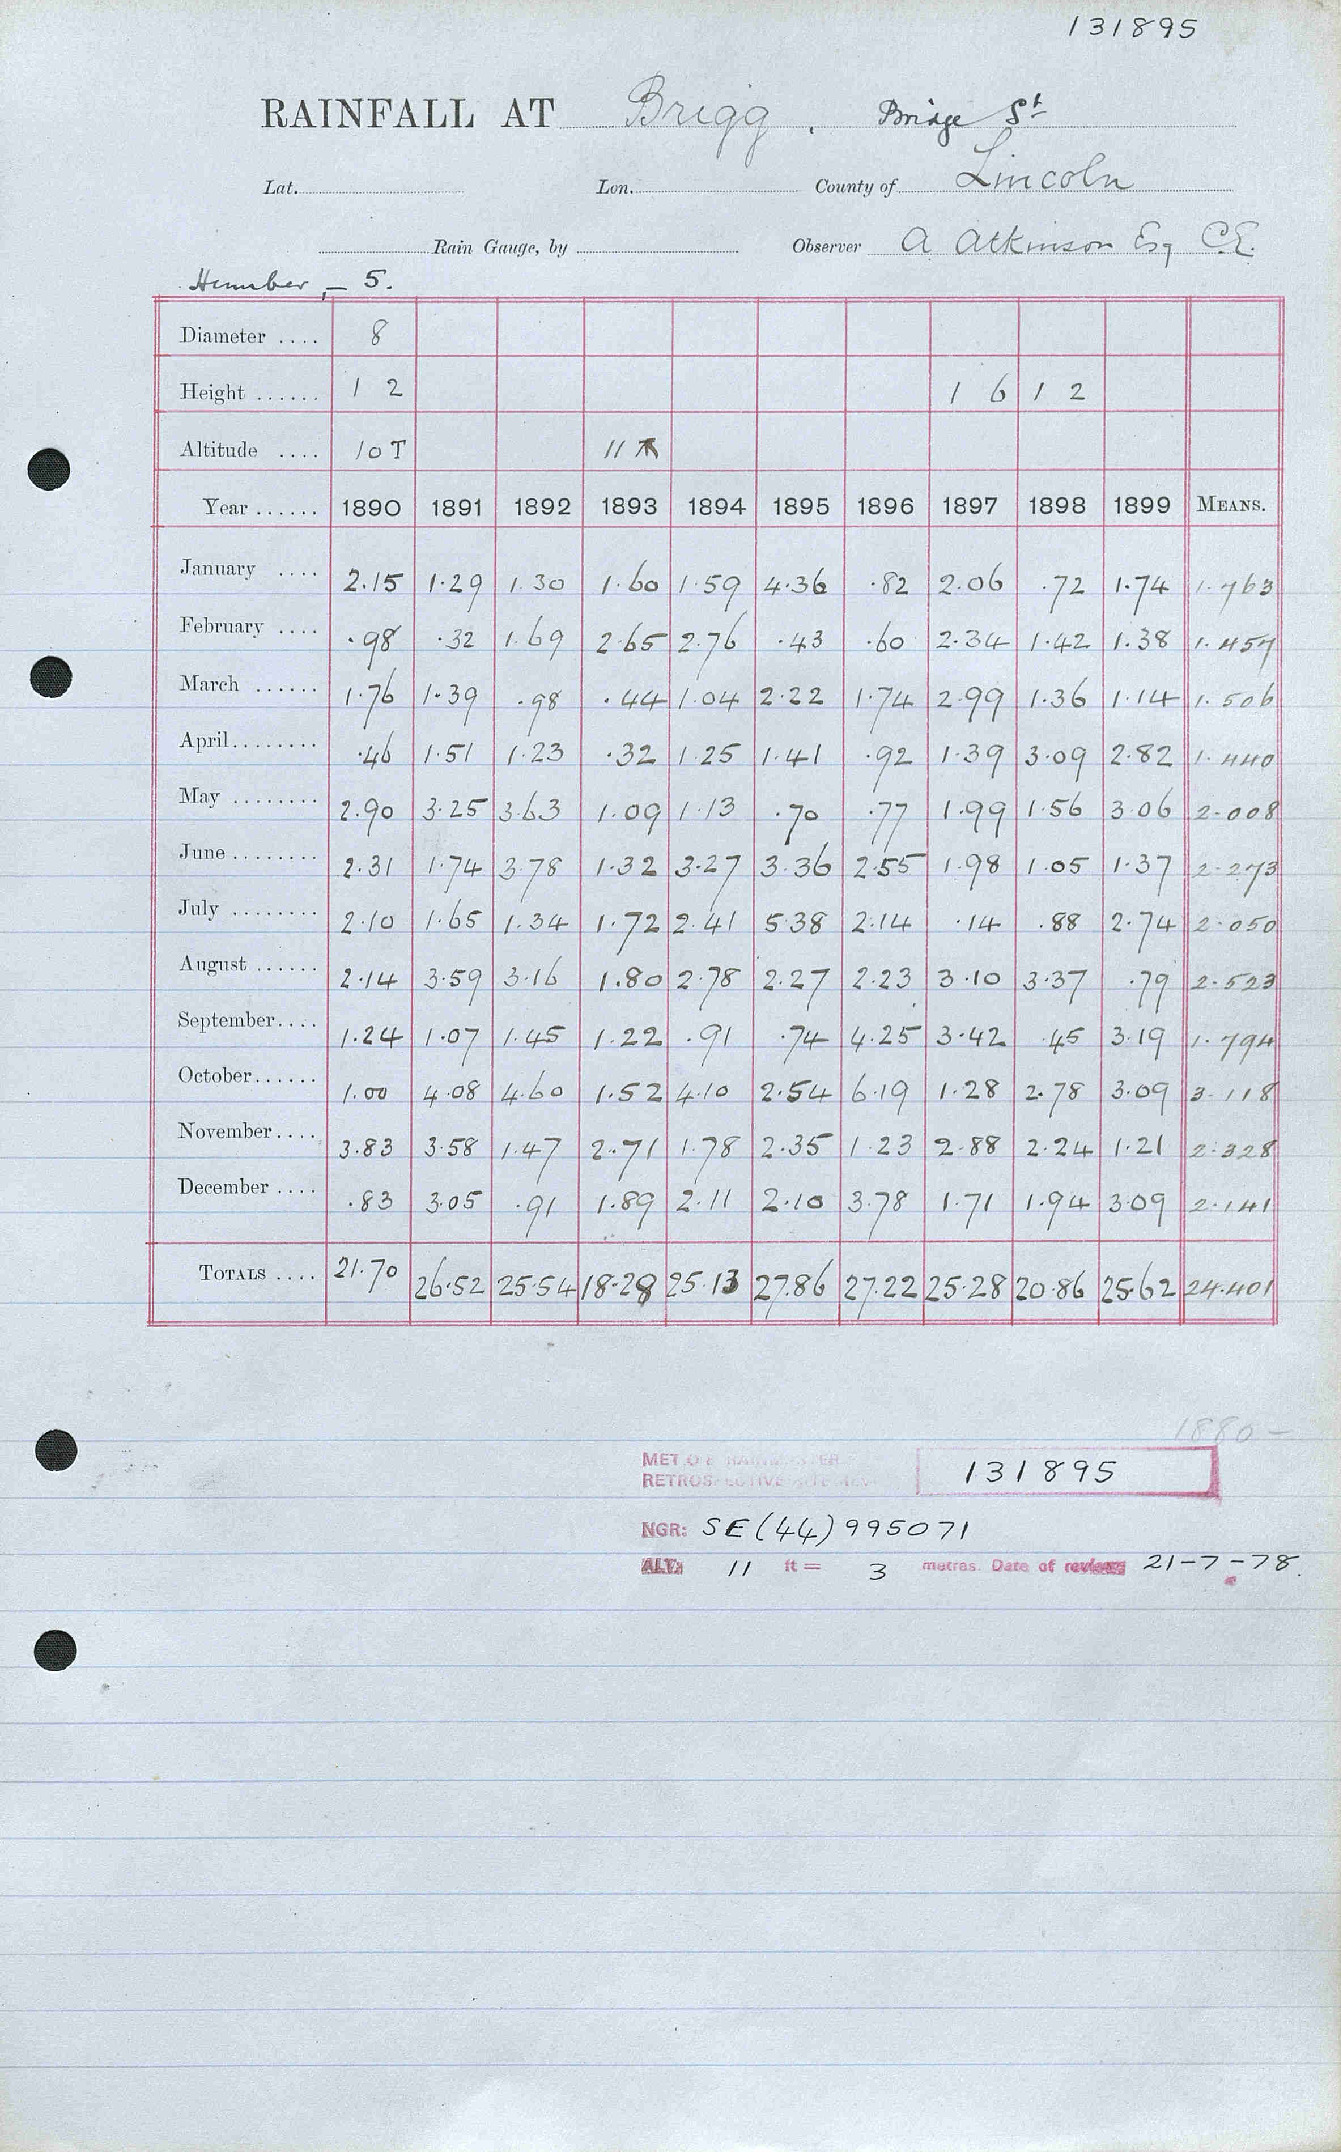 131895
RAINFALL AT Brigg, Bridge St
Lat. Lon. County of Lincoln
Rain Gauge, by Observer A Atkinson Esq C.E.
Humber, – 5.
Diameter .... 8
Height ...... 1 2 1 6 1 2
Altitude .... 10 T 11
Year ...... 1890 1891 1892 1893 1894 1895 1896 1897 1898 1899 MEANS.
January .... 2.15 1.29 1.30 1.60 1.59 4.36 .82 2.06 .72 1.74 1.763
February .... .98 .32 1.69 2.65 2.76 .43 .60 2.34 1.42 1.38 1.457
March ...... 1.76 1.39 .98 .44 1.04 2.22 1.74 2.99 1.36 1.14 1.506
April........ .46 1.51 1.23 .32 1.25 1.41 .92 1.39 3.09 2.82 1.440
May ........ 2.90 3.25 3.63 1.09 1.13 .70 .77 1.99 1.56 3.06 2.008
June ........ 2.31 1.74 3.78 1.32 3.27 3.36 2.55 1.98 1.05 1.37 2.273
July ........ 2.10 1.65 1.34 1.72 2.41 5.38 2.14 .14 .88 2.74 2.050
August ...... 2.14 3.59 3.16 1.80 2.78 2.27 2.23 3.10 3.37 .79 2.523
September.... 1.24 1.07 1.45 1.22 .91 .74 4.25 3.42 .45 3.19 1.794
October...... 1.00 4.08 4.60 1.52 4.10 2.54 6.19 1.28 2.78 3.09 3.118
November.... 3.83 3.58 1.47 2.71 1.78 2.35 1.23 2.88 2.24 1.21 2.328
December .... .83 3.05 .91 1.89 2.11 2.10 3.78 1.71 1.94 3.09 2.141
TOTALS .... 21.70 26.52 25.54 18.28 25.13 27.86 27.22 25.28 20.86 25.62 24.401
1880 –
MET.O.8 RAINMASTER
RETROSPECTIVE SITE 131895
NGR: SE (44) 995071
ALT: 11 ft = 3 metres. Date of review 21-7-78.